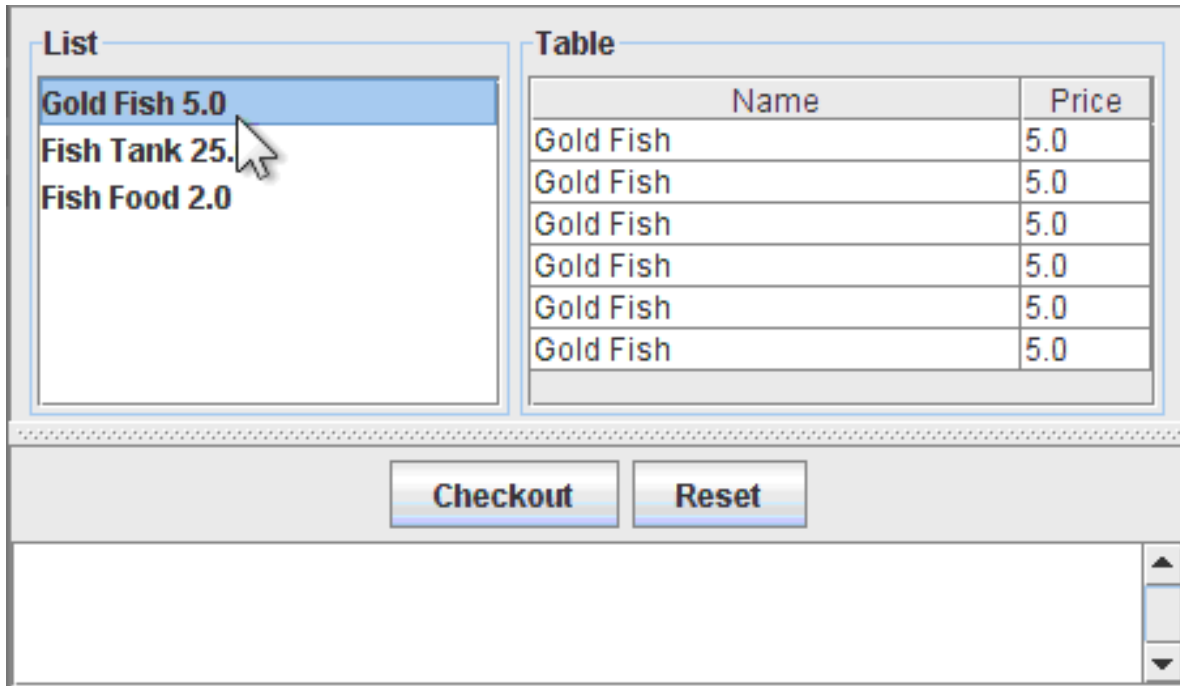 List
Gold Fish 5.0
Fish Tank 25.
Fish Food 2.0
Table
Name Price
Gold Fish 5.0
Gold Fish 5.0
Gold Fish 5.0
Gold Fish 5.0
Gold Fish 5.0
Gold Fish 5.0
Checkout Reset